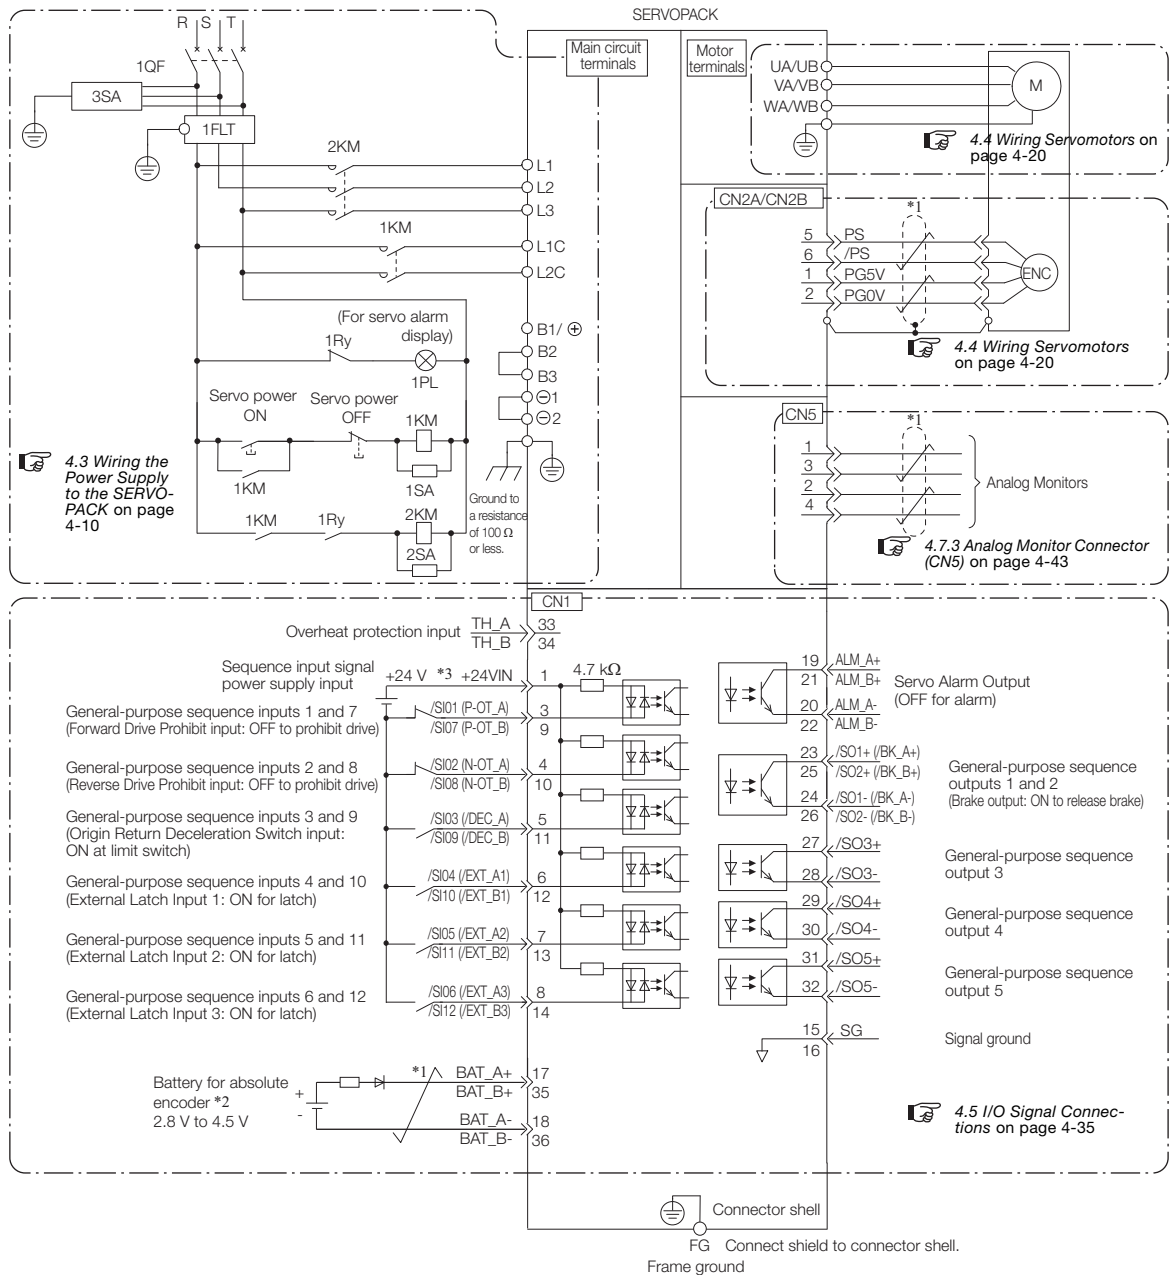 SERVOPACK
R S T
1QF
3SA
1FLT
Main circuit
terminals
2KM
L1
L2
L3
1KM
L1C
L2C
(For servo alarm
display)
1Ry
1PL
B1/ ⊕
B2
B3
⊖1
⊖2
Servo power
ON
Servo power
OFF
1KM
1KM
1SA
1KM
1Ry
2KM
2SA
Ground to
a resistance
of 100 Ω
or less.
4.3 Wiring the
Power Supply
to the SERVO-
PACK on page
4-10
Motor
terminals
UA/UB
VA/VB
WA/WB
M
4.4 Wiring Servomotors on
page 4-20
CN2A/CN2B
*1
5 PS
6 /PS
1 PG5V
2 PG0V
ENC
4.4 Wiring Servomotors
on page 4-20
CN5
*1
1
3
2
4
Analog Monitors
4.7.3 Analog Monitor Connector
(CN5) on page 4-43
CN1
Overheat protection input
TH_A 33
TH_B 34
Sequence input signal
power supply input
+24 V *3 +24VIN 1
4.7 kΩ
General-purpose sequence inputs 1 and 7
(Forward Drive Prohibit input: OFF to prohibit drive)
/SI01 (P-OT_A) 3
/SI07 (P-OT_B) 9
General-purpose sequence inputs 2 and 8
(Reverse Drive Prohibit input: OFF to prohibit drive)
/SI02 (N-OT_A) 4
/SI08 (N-OT_B) 10
General-purpose sequence inputs 3 and 9
(Origin Return Deceleration Switch input:
ON at limit switch)
/SI03 (/DEC_A) 5
/SI09 (/DEC_B) 11
General-purpose sequence inputs 4 and 10
(External Latch Input 1: ON for latch)
/SI04 (/EXT_A1) 6
/SI10 (/EXT_B1) 12
General-purpose sequence inputs 5 and 11
(External Latch Input 2: ON for latch)
/SI05 (/EXT_A2) 7
/SI11 (/EXT_B2) 13
General-purpose sequence inputs 6 and 12
(External Latch Input 3: ON for latch)
/SI06 (/EXT_A3) 8
/SI12 (/EXT_B3) 14
Battery for absolute
encoder *2
2.8 V to 4.5 V
+
-
*1
BAT_A+ 17
BAT_B+ 35
BAT_A- 18
BAT_B- 36
19 ALM_A+
21 ALM_B+
20 ALM_A-
22 ALM_B-
Servo Alarm Output
(OFF for alarm)
23 /SO1+ (/BK_A+)
25 /SO2+ (/BK_B+)
24 /SO1- (/BK_A-)
26 /SO2- (/BK_B-)
General-purpose sequence
outputs 1 and 2
(Brake output: ON to release brake)
27 /SO3+
28 /SO3-
General-purpose sequence
output 3
29 /SO4+
30 /SO4-
General-purpose sequence
output 4
31 /SO5+
32 /SO5-
General-purpose sequence
output 5
15 SG
16
Signal ground
4.5 I/O Signal Connec-
tions on page 4-35
Connector shell
FG Connect shield to connector shell.
Frame ground